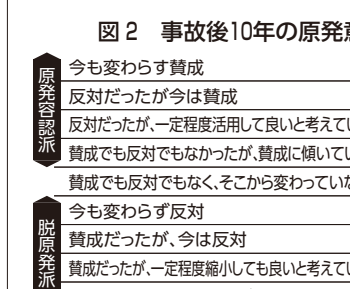 図2 事故後10年の原発意
原発容認派
今も変わらす賛成
反対だったが今は賛成
反対だったが、一定程度活用して良いと考えてい
賛成でも反対でもなかったが、賛成に傾いてい
賛成でも反対でもなく、そこから変わっていな
脱原発派
今も変わらず反対
賛成だったが、今は反対
賛成だったが、一定程度縮小しても良いと考えてい